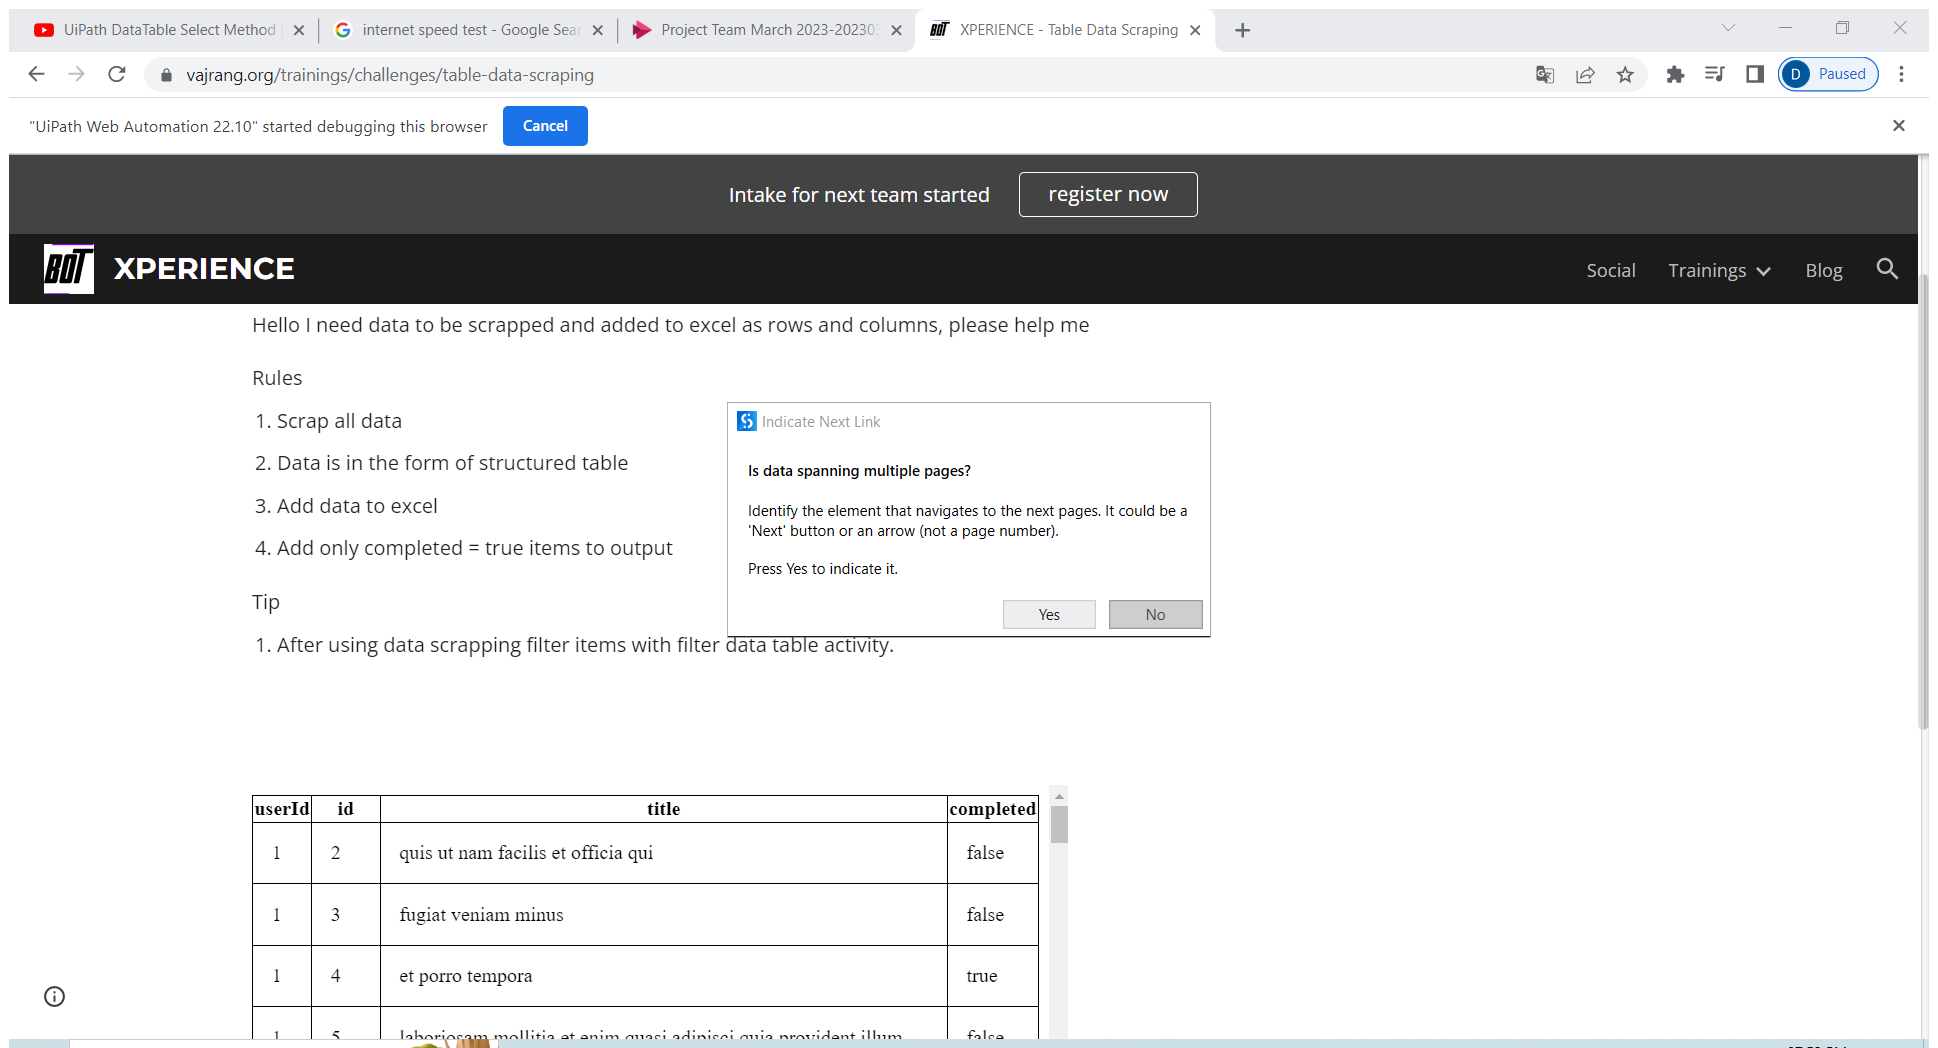 UiPath DataTable Select Method
internet speed test - Google Sear
Project Team March 2023-20230
BOT
XPERIENCE - Table Data Scraping
vajrang.org/trainings/challenges/table-data-scraping
D
Paused
"UiPath Web Automation 22.10" started debugging this browser
Cancel
Intake for next team started
register now
BOT
XPERIENCE
Social
Trainings
Blog
Hello I need data to be scrapped and added to excel as rows and columns, please help me
Rules
1. Scrap all data
2. Data is in the form of structured table
3. Add data to excel
4. Add only completed = true items to output
Tip
1. After using data scrapping filter items with filter data table activity.
Indicate Next Link
Is data spanning multiple pages?
Identify the element that navigates to the next pages. It could be a
'Next' button or an arrow (not a page number).
Press Yes to indicate it.
Yes
No
userId id title completed
1 2 quis ut nam facilis et officia qui false
1 3 fugiat veniam minus false
1 4 et porro tempora true
1 5 laboriosam mollitia et enim quasi adipisci quia provident illum false